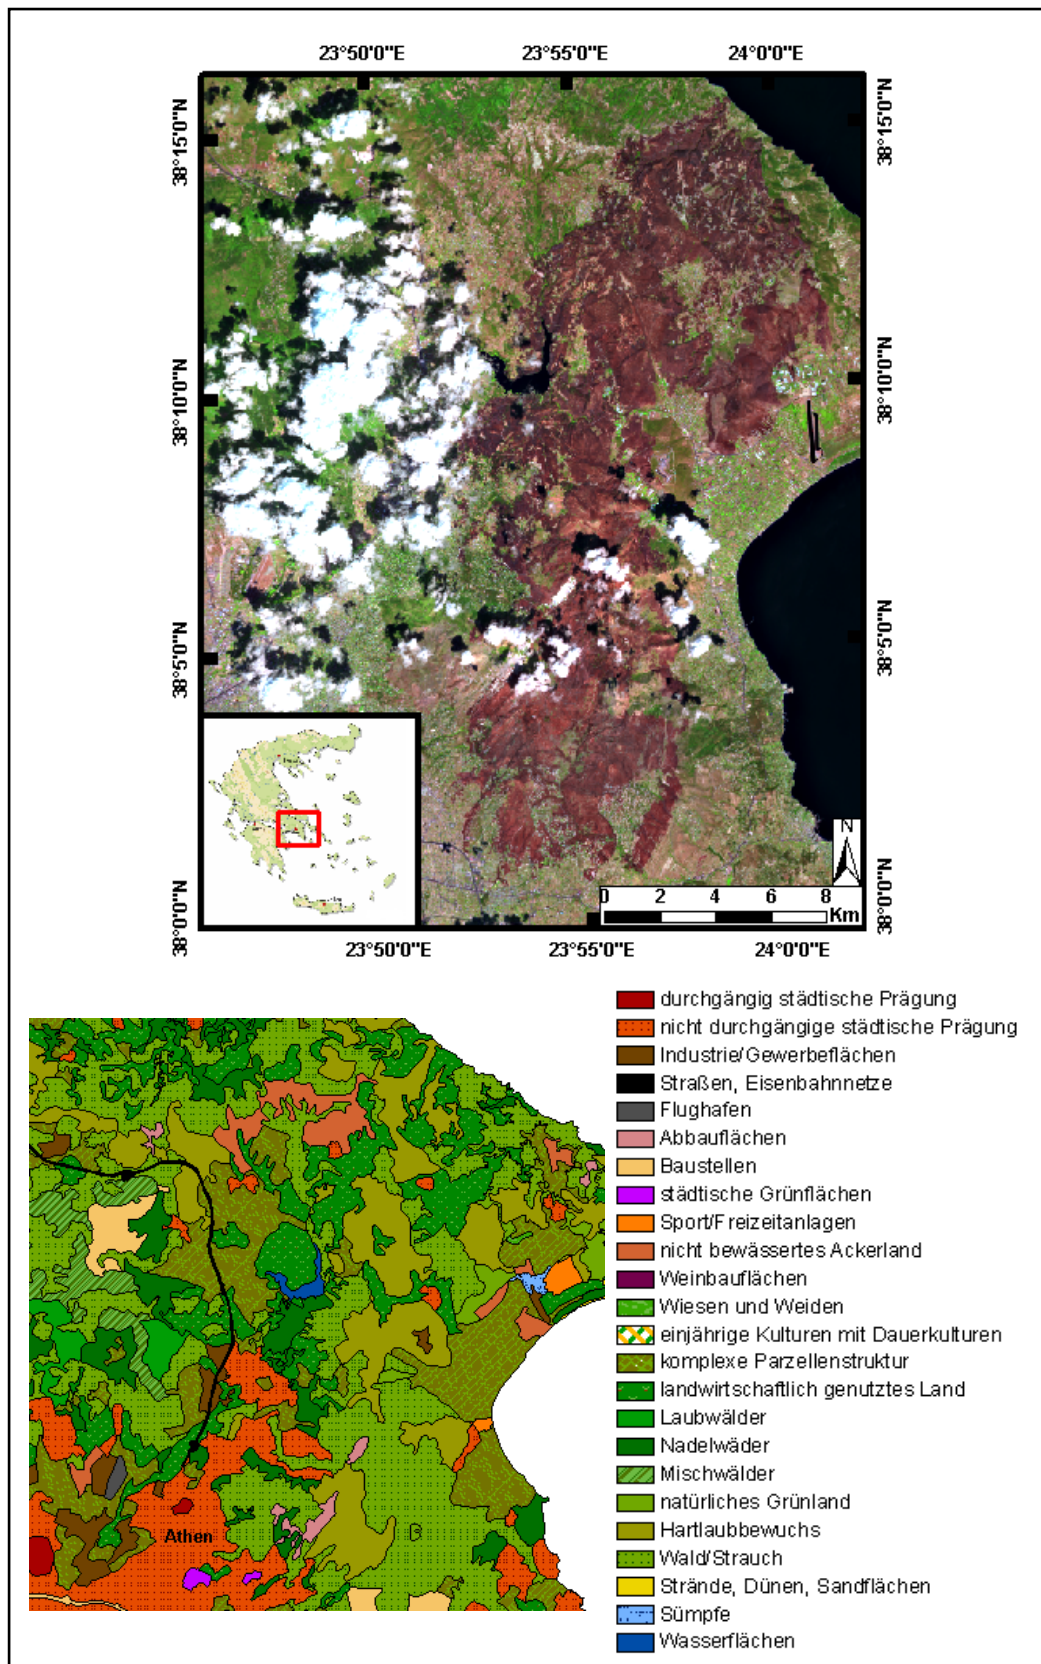 23°50'0"E 23°55'0"E 24°0'0"E
38°15'0"N 38°15'0"N
38°10'0"N 38°10'0"N
38°5'0"N 38°5'0"N
38°0'0"N 38°0'0"N
N
0 2 4 6 8
Km
23°50'0"E 23°55'0"E 24°0'0"E
durchgängig städtische Prägung
nicht durchgängige städtische Prägung
Industrie/Gewerbeflächen
Straßen, Eisenbahnnetze
Flughafen
Abbauflächen
Baustellen
städtische Grünflächen
Sport/Freizeitanlagen
nicht bewässertes Ackerland
Weinbauflächen
Wiesen und Weiden
einjährige Kulturen mit Dauerkulturen
komplexe Parzellenstruktur
landwirtschaftlich genutztes Land
Laubwälder
Nadelwäder
Mischwälder
natürliches Grünland
Hartlaubbewuchs
Wald/Strauch
Strände, Dünen, Sandflächen
Sümpfe
Wasserflächen
Athen